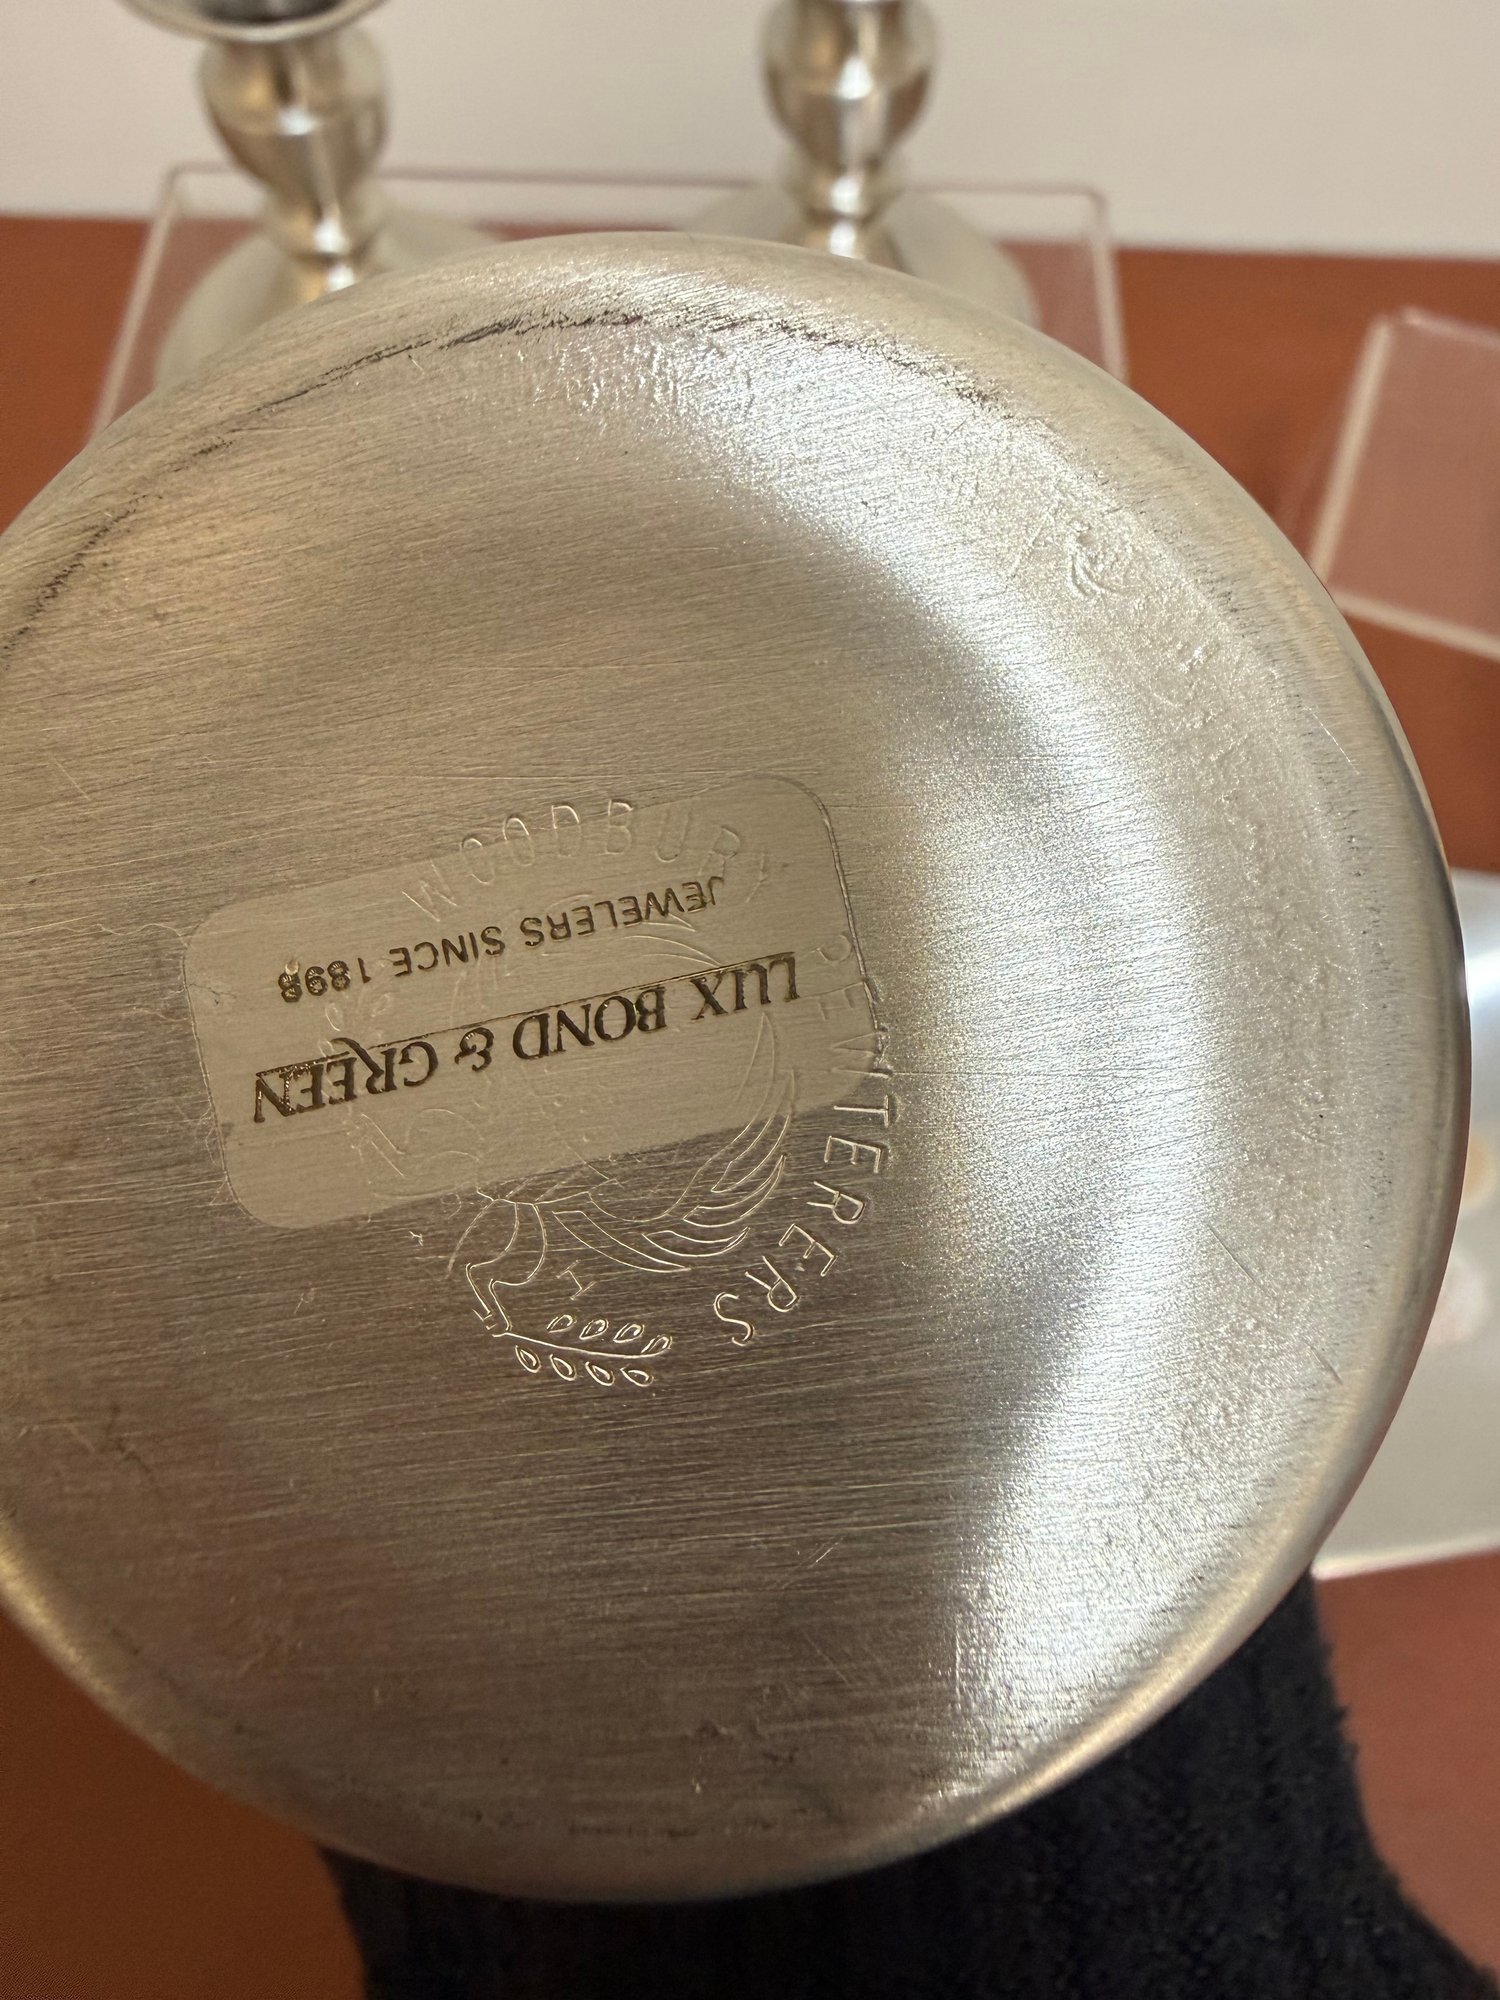 WOODBURY PEWTERERS
LUX BOND & GREEN
JEWELERS SINCE 1898